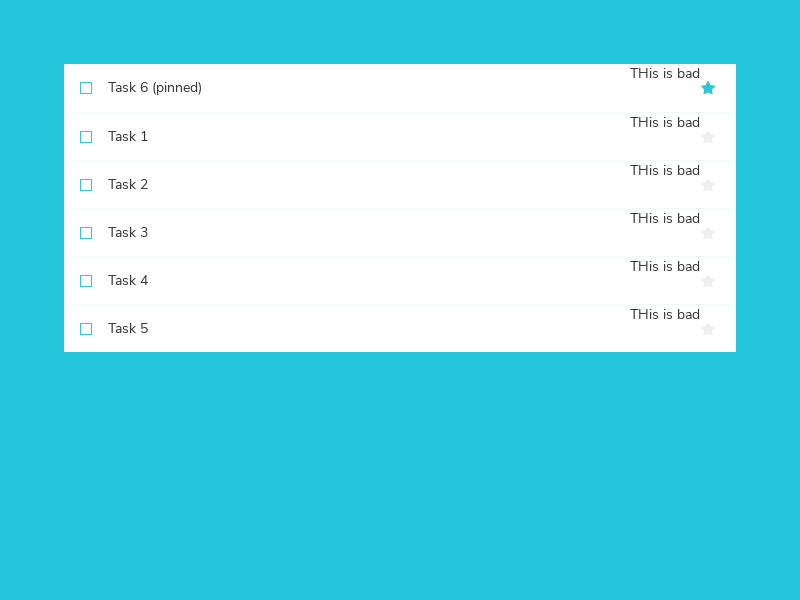 THis is bad
Task 6 (pinned)
THis is bad
Task 1
THis is bad
Task 2
THis is bad
Task 3
THis is bad
Task 4
THis is bad
Task 5